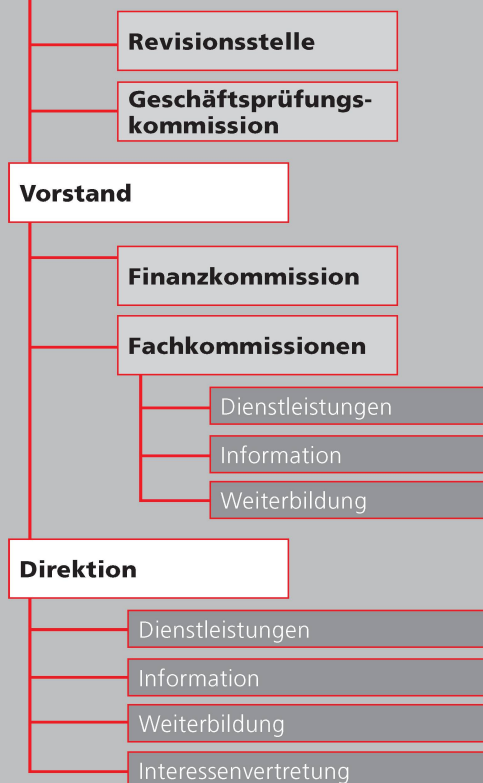 Revisionsstelle
Geschäftsprüfungs-
kommission
Vorstand
Finanzkommission
Fachkommissionen
Dienstleistungen
Information
Weiterbildung
Direktion
Dienstleistungen
Information
Weiterbildung
Interessenvertretung